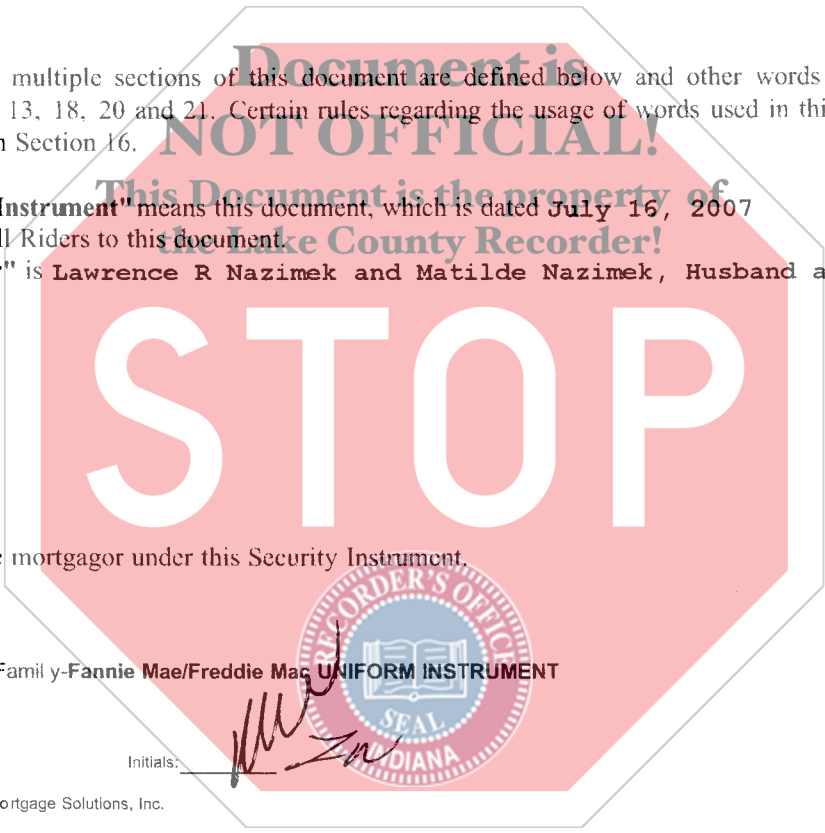 Document is
multiple sections of this document are defined below and other words
13, 18, 20 and 21. Certain rules regarding the usage of words used in thi
n Section 16.
NOT OFFICIAL!
This Document is the property of
Instrument" means this document, which is dated July 16, 2007
ll Riders to this document.
the Lake County Recorder!
" is Lawrence R Nazimek and Matilde Nazimek, Husband a
STOP
mortgagor under this Security Instrument.
RECORDER'S OFFICE
Family-Fannie Mae/Freddie Mac UNIFORM INSTRUMENT
SEAL
INDIANA
Initials:
ortgage Solutions, Inc.